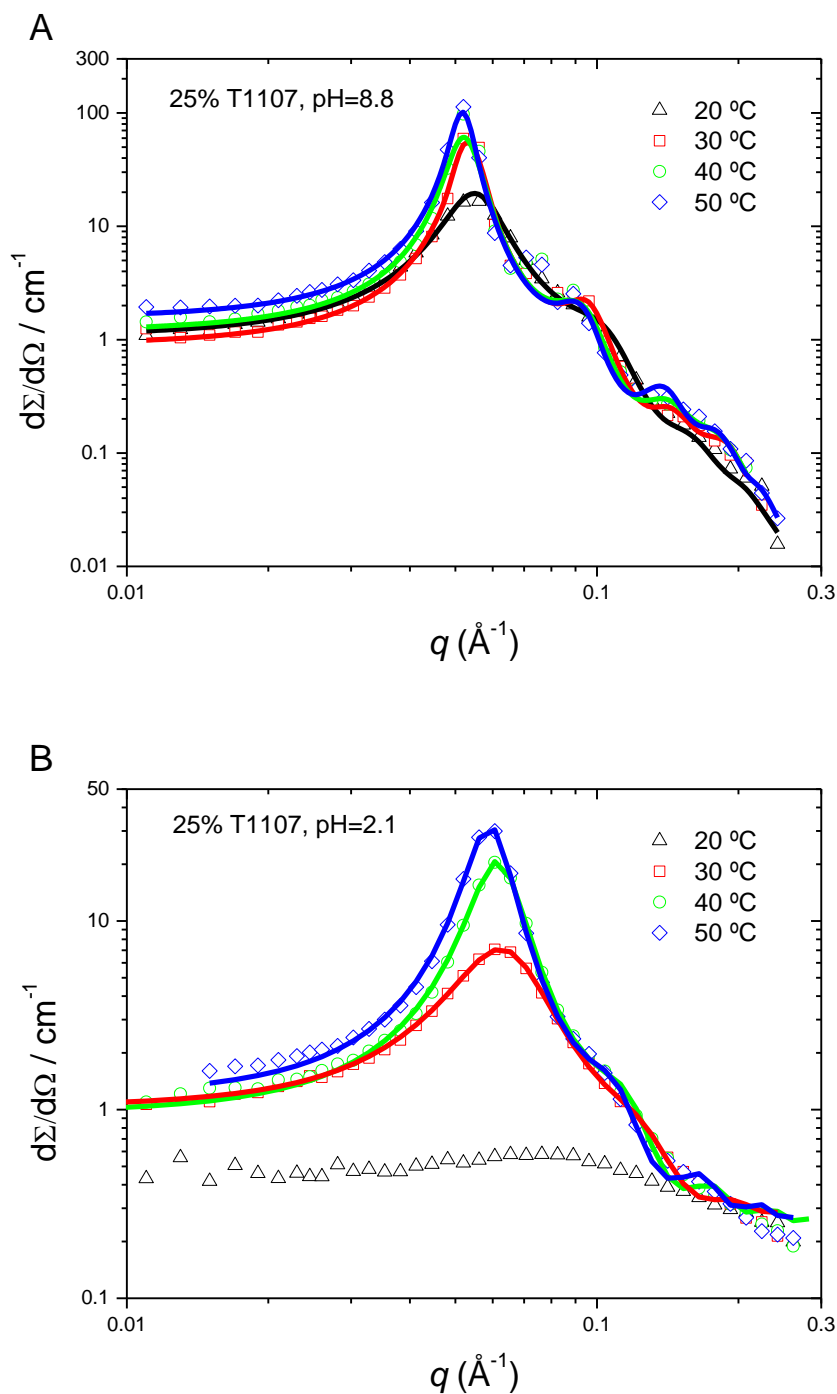 A
300
100
10
1
0.1
0.01
25% T1107, pH=8.8
20 ºC
30 ºC
40 ºC
50 ºC
dΣ/dΩ / cm⁻¹
0.01
0.1
0.3
q (Å⁻¹)
B
50
10
1
0.1
25% T1107, pH=2.1
20 ºC
30 ºC
40 ºC
50 ºC
dΣ/dΩ / cm⁻¹
0.01
0.1
0.3
q (Å⁻¹)